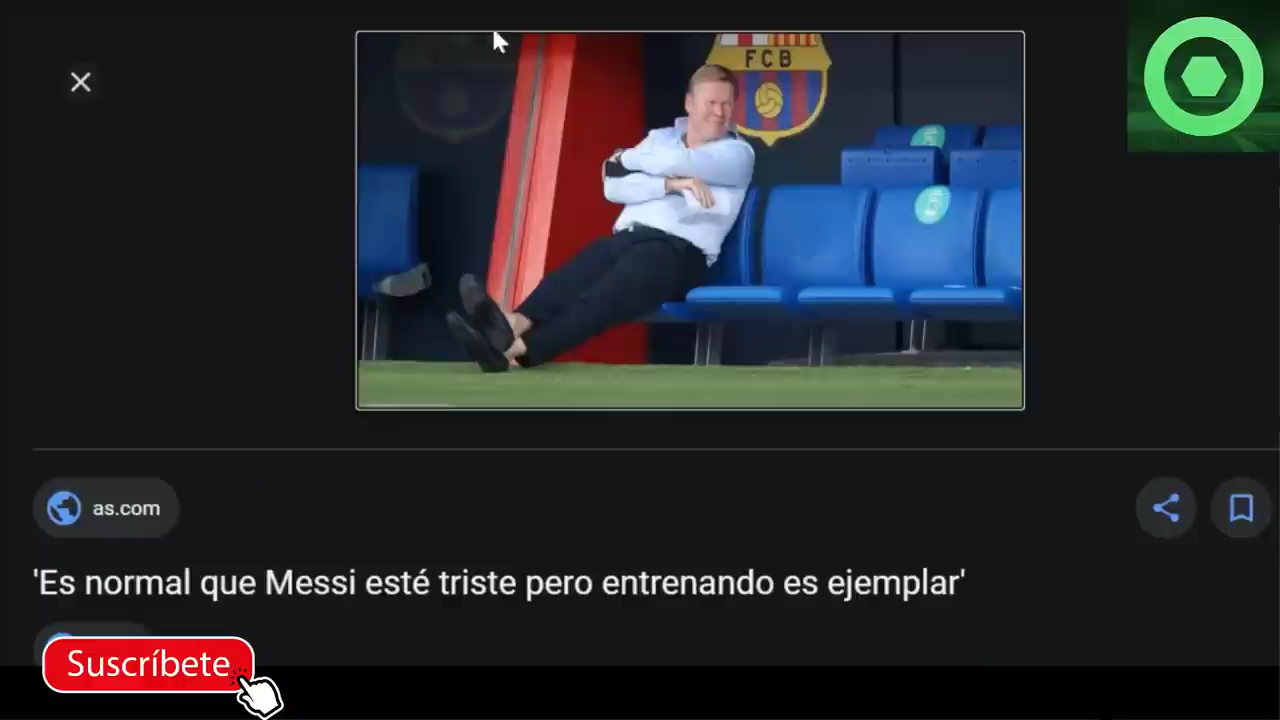 FCB
as.com
'Es normal que Messi esté triste pero entrenando es ejemplar'
Suscríbete